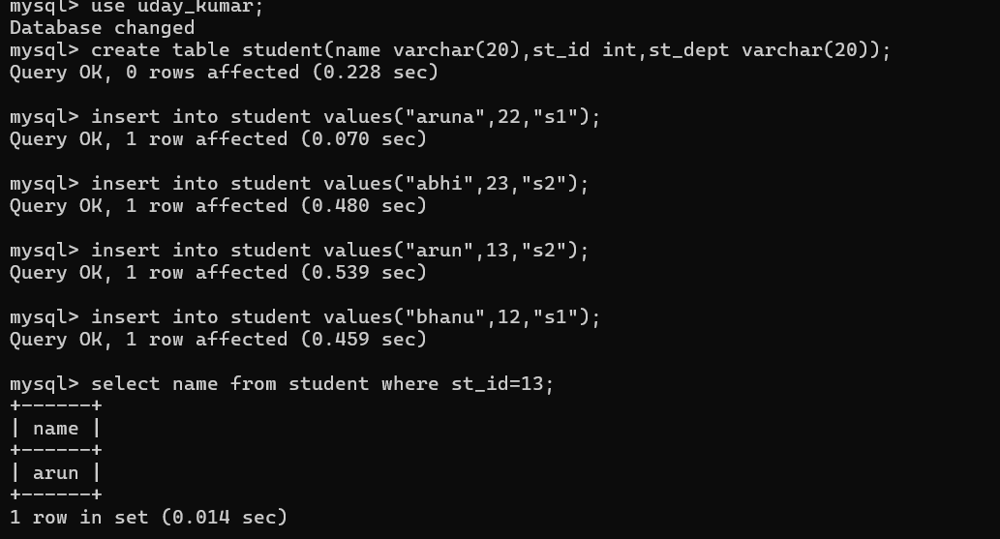 mysql> use uday_kumar;
Database changed
mysql> create table student(name varchar(20),st_id int,st_dept varchar(20));
Query OK, 0 rows affected (0.228 sec)

mysql> insert into student values("aruna",22,"s1");
Query OK, 1 row affected (0.070 sec)

mysql> insert into student values("abhi",23,"s2");
Query OK, 1 row affected (0.480 sec)

mysql> insert into student values("arun",13,"s2");
Query OK, 1 row affected (0.539 sec)

mysql> insert into student values("bhanu",12,"s1");
Query OK, 1 row affected (0.459 sec)

mysql> select name from student where st_id=13;
+------+
| name |
+------+
| arun |
+------+
1 row in set (0.014 sec)